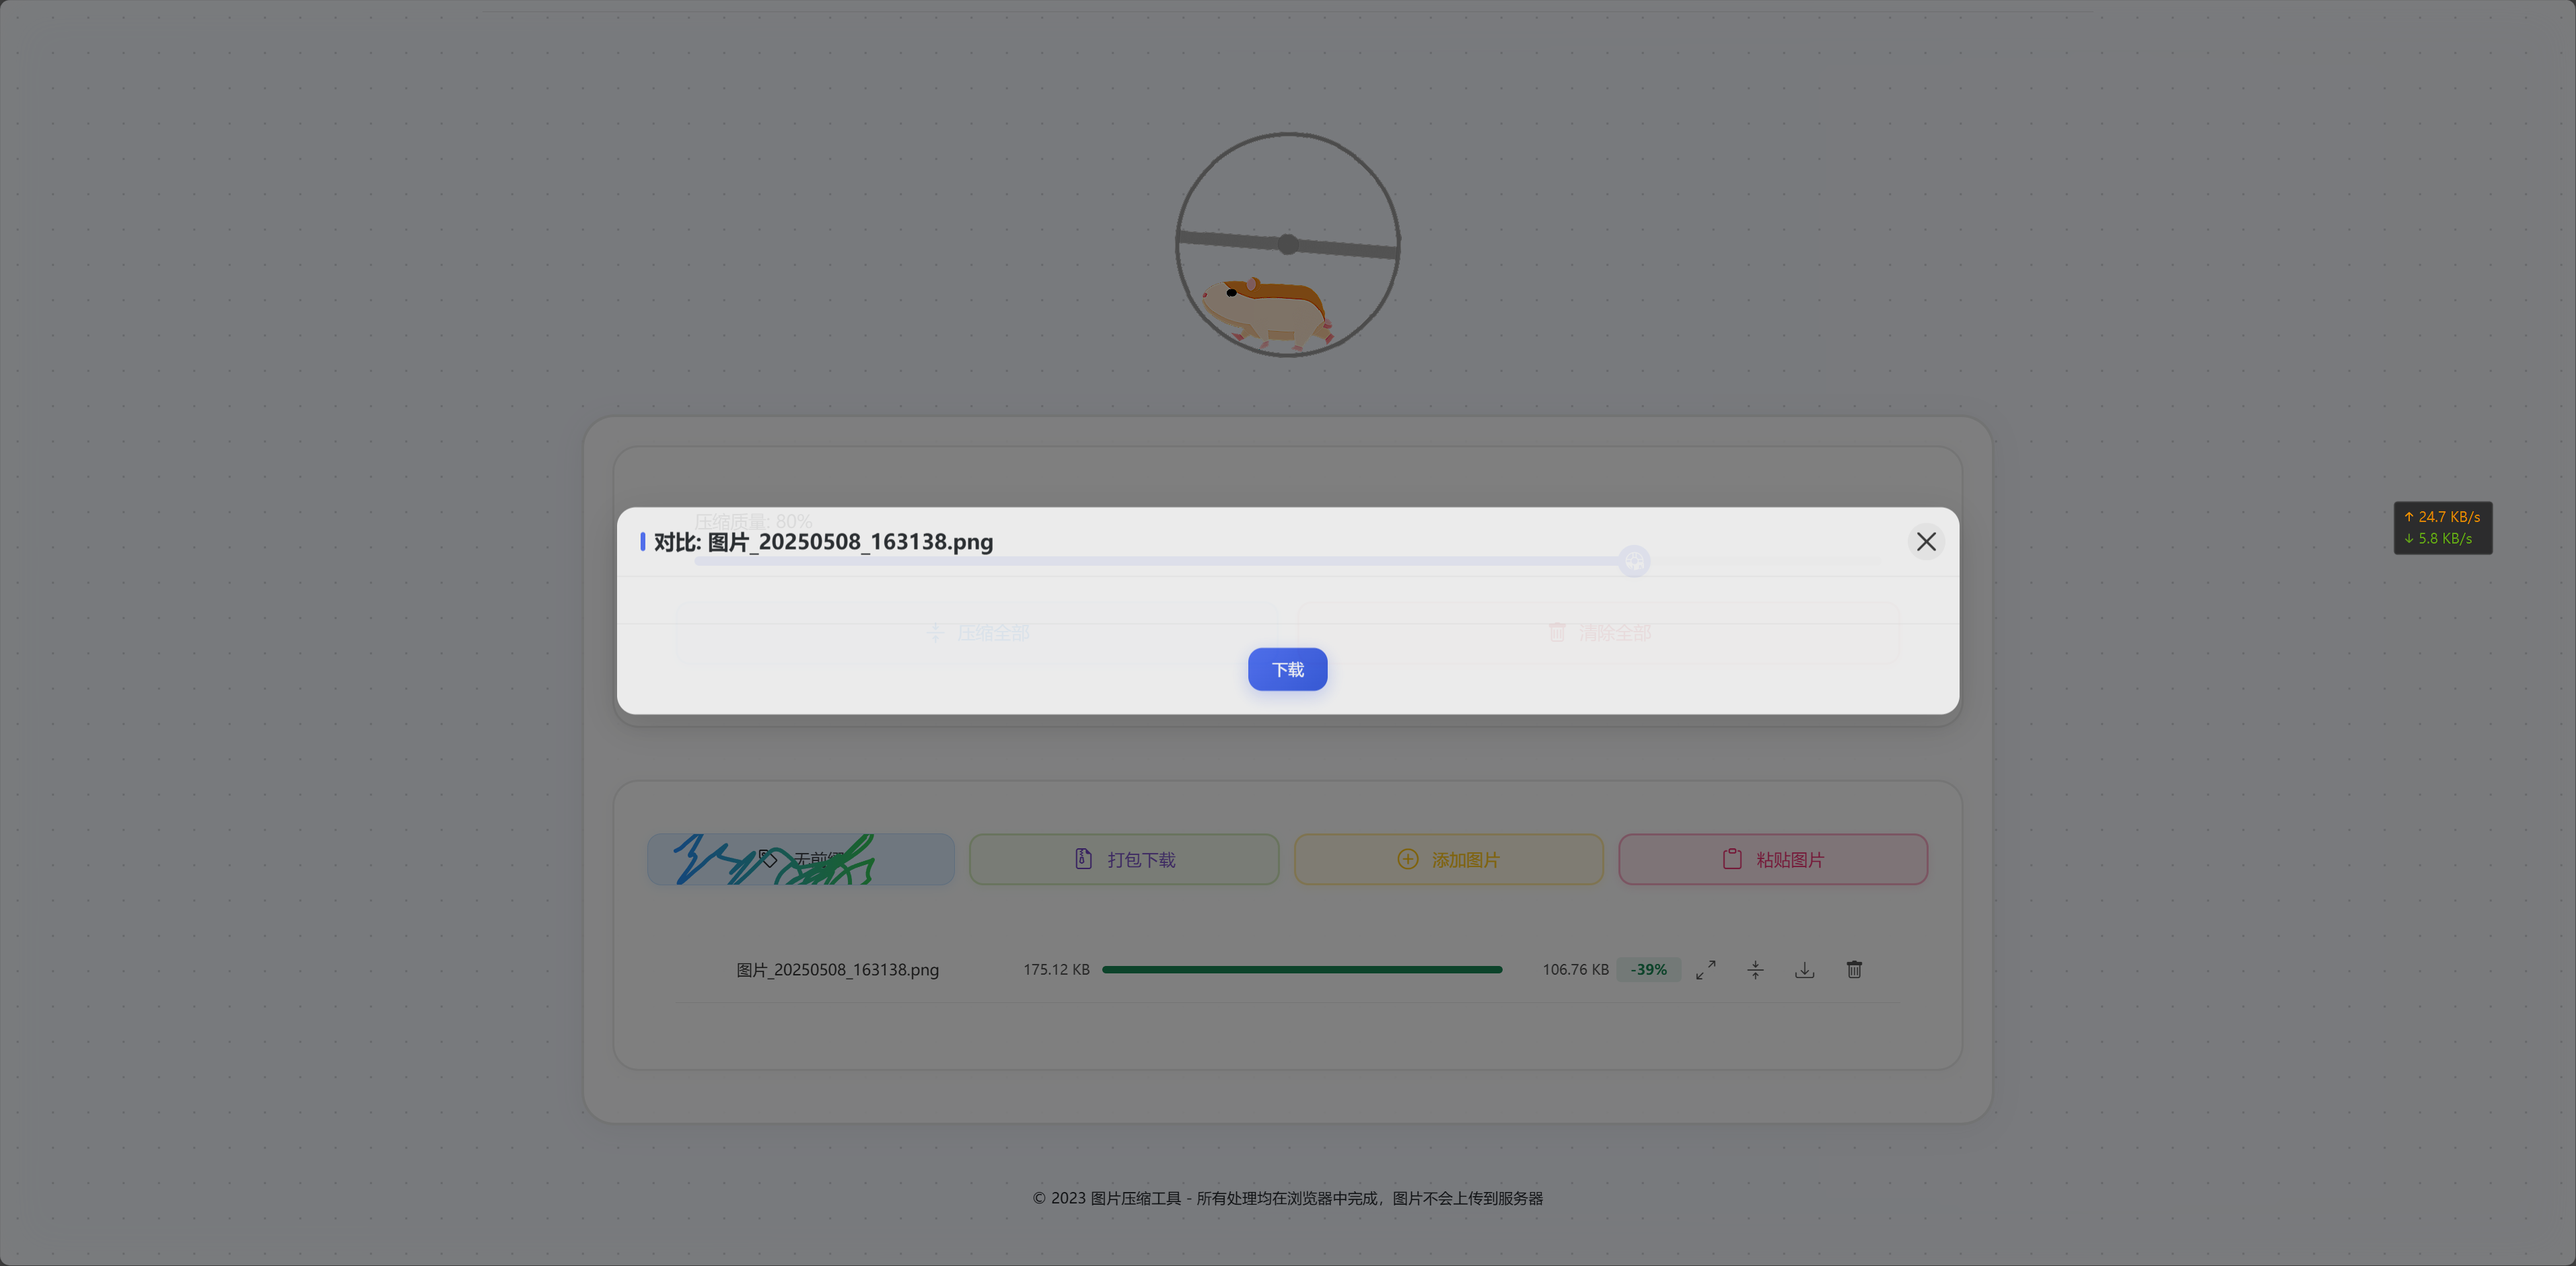 压缩质量: 80%
对比: 图片_20250508_163138.png
↑ 24.7 KB/s
↓ 5.8 KB/s
压缩全部
清除全部
下载
无前
打包下载
添加图片
粘贴图片
图片_20250508_163138.png
175.12 KB
106.76 KB
-39%
© 2023 图片压缩工具 - 所有处理均在浏览器中完成，图片不会上传到服务器